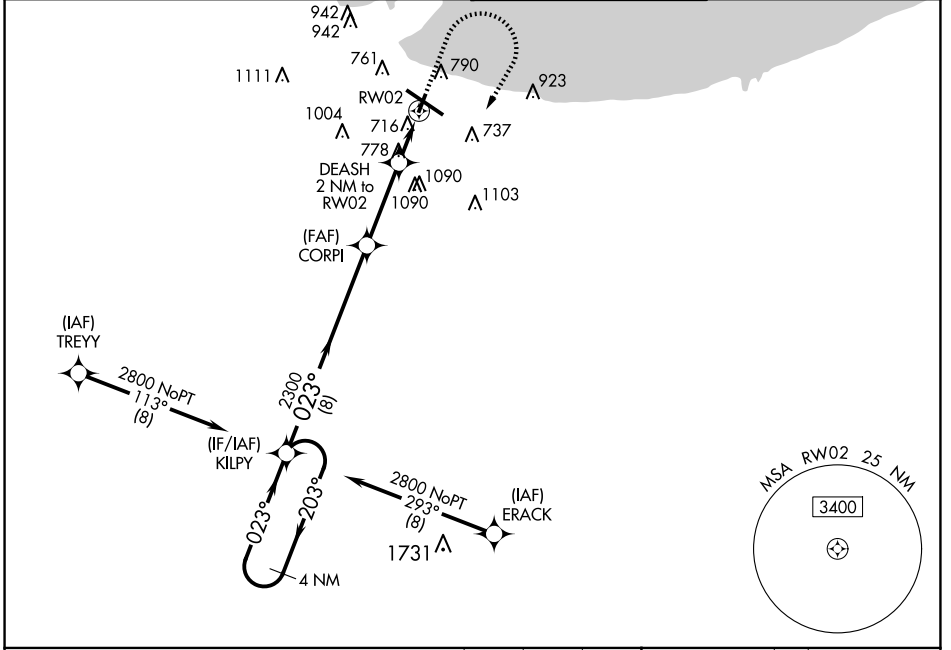 942
942
761
790
1111
923
RW02
1004
716
737
778
DEASH
2 NM to
RW02
1090
1090
1103
(FAF)
CORPI
(IAF)
TREYY
2800 NoPT
113°
(8)
2300
023°
(8)
(IF/IAF)
KILPY
023°
203°
4 NM
2800 NoPT
293°
(8)
(IAF)
ERACK
1731
MSA RW02 25 NM
3400